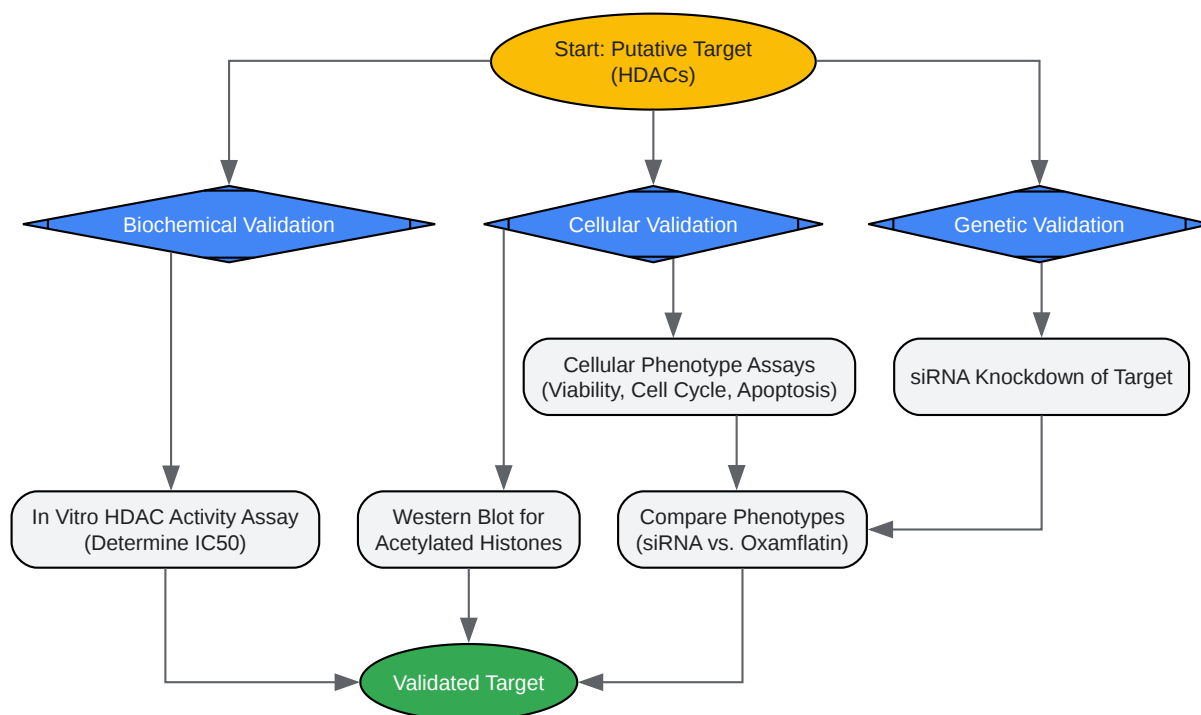 Start: Putative Target
(HDACs)
Biochemical Validation
Cellular Validation
Genetic Validation
Cellular Phenotype Assays
(Viability, Cell Cycle, Apoptosis)
siRNA Knockdown of Target
In Vitro HDAC Activity Assay
(Determine IC50)
Western Blot for
Acetylated Histones
Compare Phenotypes
(siRNA vs. Oxamflatin)
Validated Target